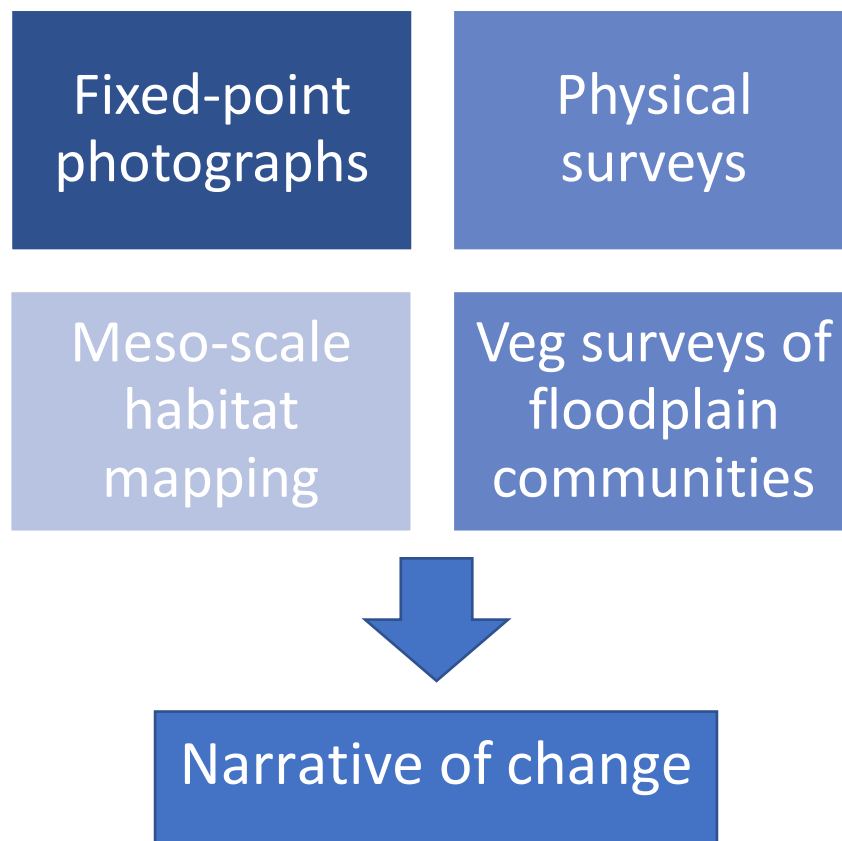 Fixed-point
photographs
Physical
surveys
Meso-scale
habitat
mapping
Veg surveys of
floodplain
communities
Narrative of change